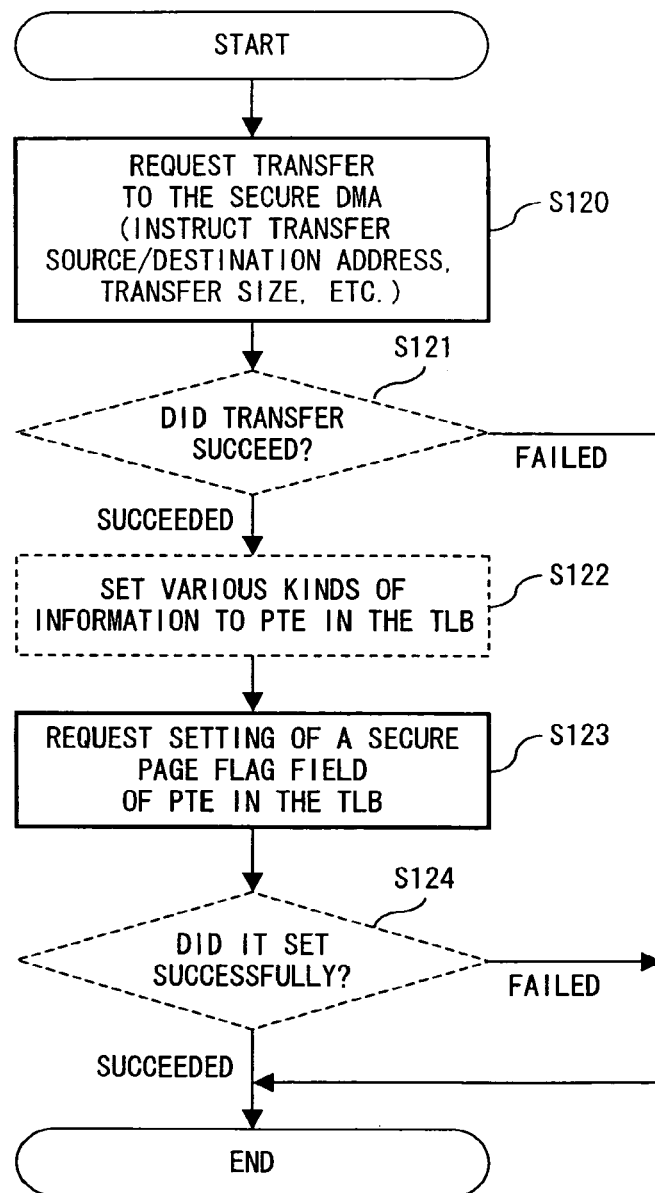 START
REQUEST TRANSFER
TO THE SECURE DMA
(INSTRUCT TRANSFER
SOURCE/DESTINATION ADDRESS,
TRANSFER SIZE, ETC.)
S120
S121
DID TRANSFER
SUCCEED?
FAILED
SUCCEEDED
SET VARIOUS KINDS OF
INFORMATION TO PTE IN THE TLB
S122
REQUEST SETTING OF A SECURE
PAGE FLAG FIELD
OF PTE IN THE TLB
S123
S124
DID IT SET
SUCCESSFULLY?
FAILED
SUCCEEDED
END